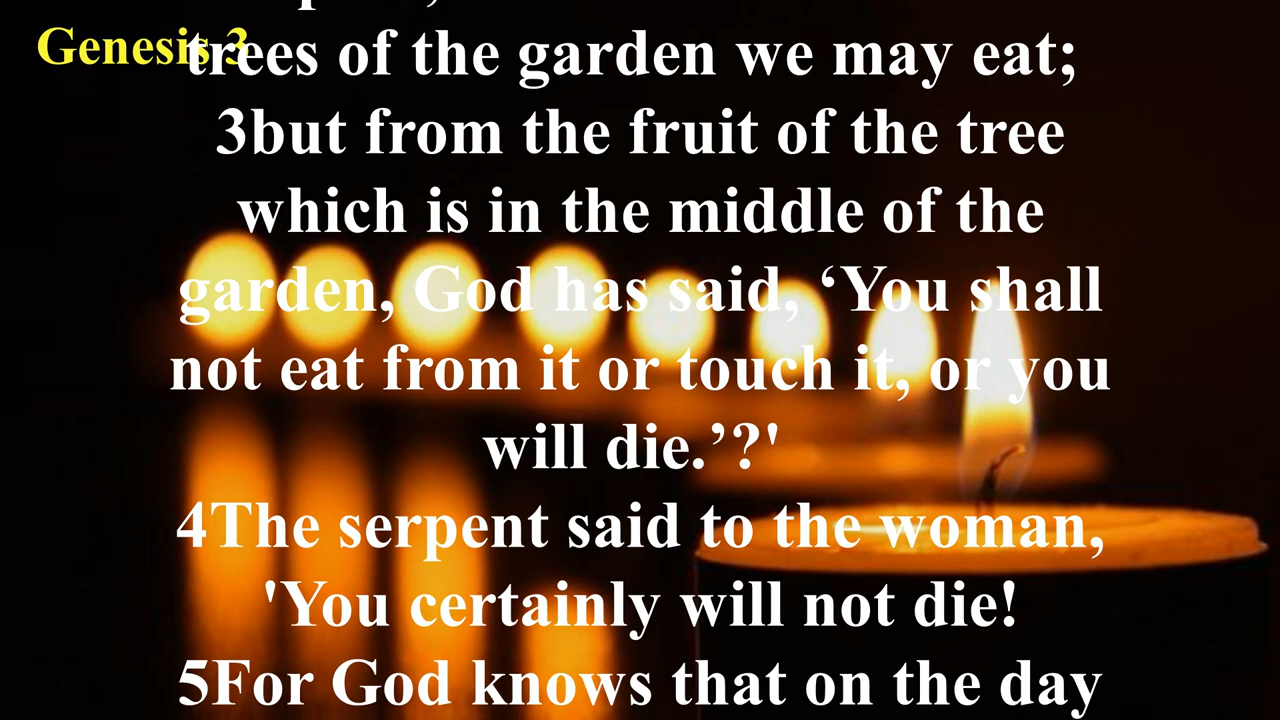 Genesis 3
trees of the garden we may eat;
3but from the fruit of the tree
which is in the middle of the
garden, God has said, ‘You shall
not eat from it or touch it, or you
will die.’?'
4The serpent said to the woman,
'You certainly will not die!
5For God knows that on the day